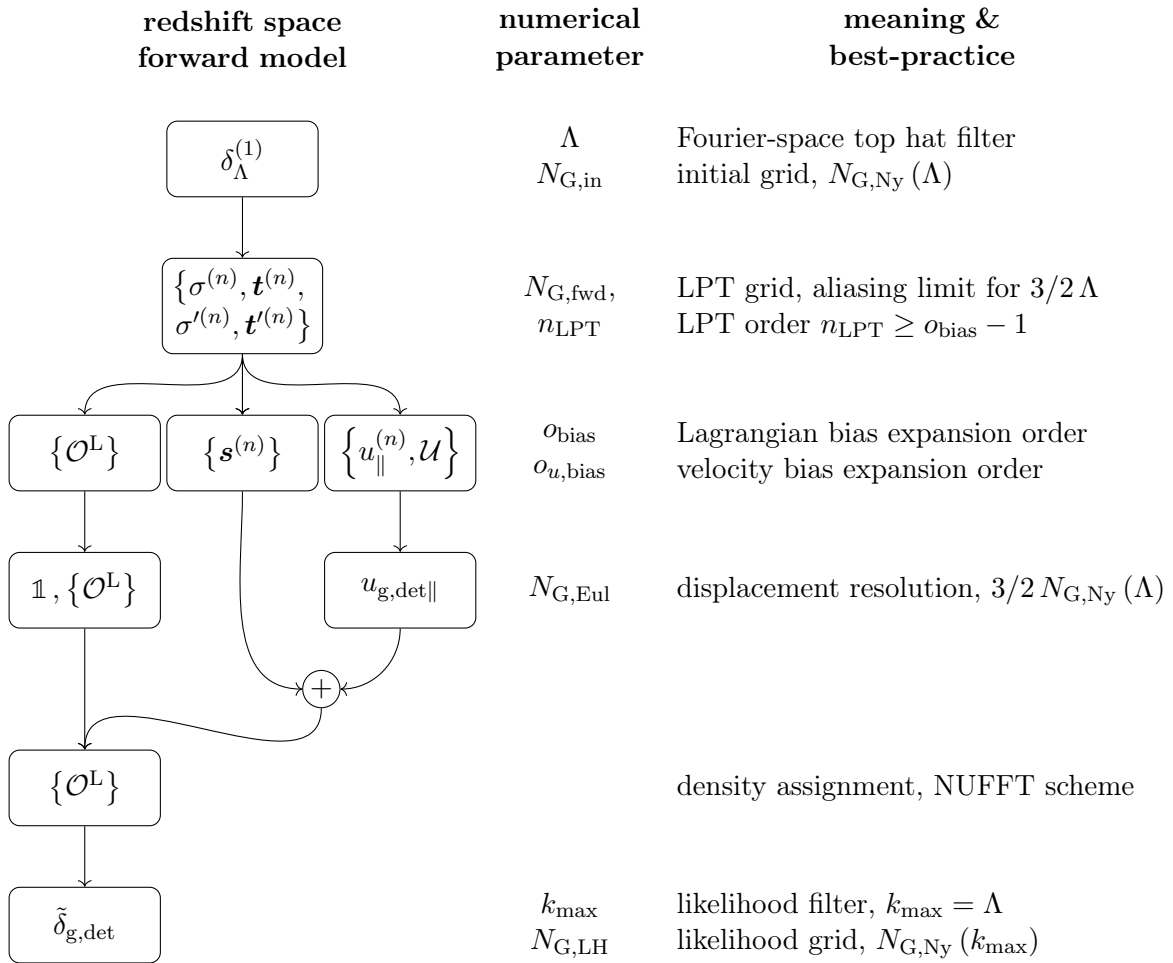 redshift space numerical meaning &
forward model parameter best-practice
δ_Λ^(1)
Λ Fourier-space top hat filter
N_G,in initial grid, N_G,Ny (Λ)
{σ^(n), t^(n),
σ′^(n), t′^(n)}
N_G,fwd, LPT grid, aliasing limit for 3/2 Λ
n_LPT LPT order n_LPT ≥ o_bias − 1
{𝒪^L} {s^(n)} {u_∥^(n), 𝒰}
o_bias Lagrangian bias expansion order
o_u,bias velocity bias expansion order
𝟙 , {𝒪^L} u_g,det∥ N_G,Eul displacement resolution, 3/2 N_G,Ny (Λ)
+
{𝒪^L} density assignment, NUFFT scheme
δ̃_g,det
k_max likelihood filter, k_max = Λ
N_G,LH likelihood grid, N_G,Ny (k_max)